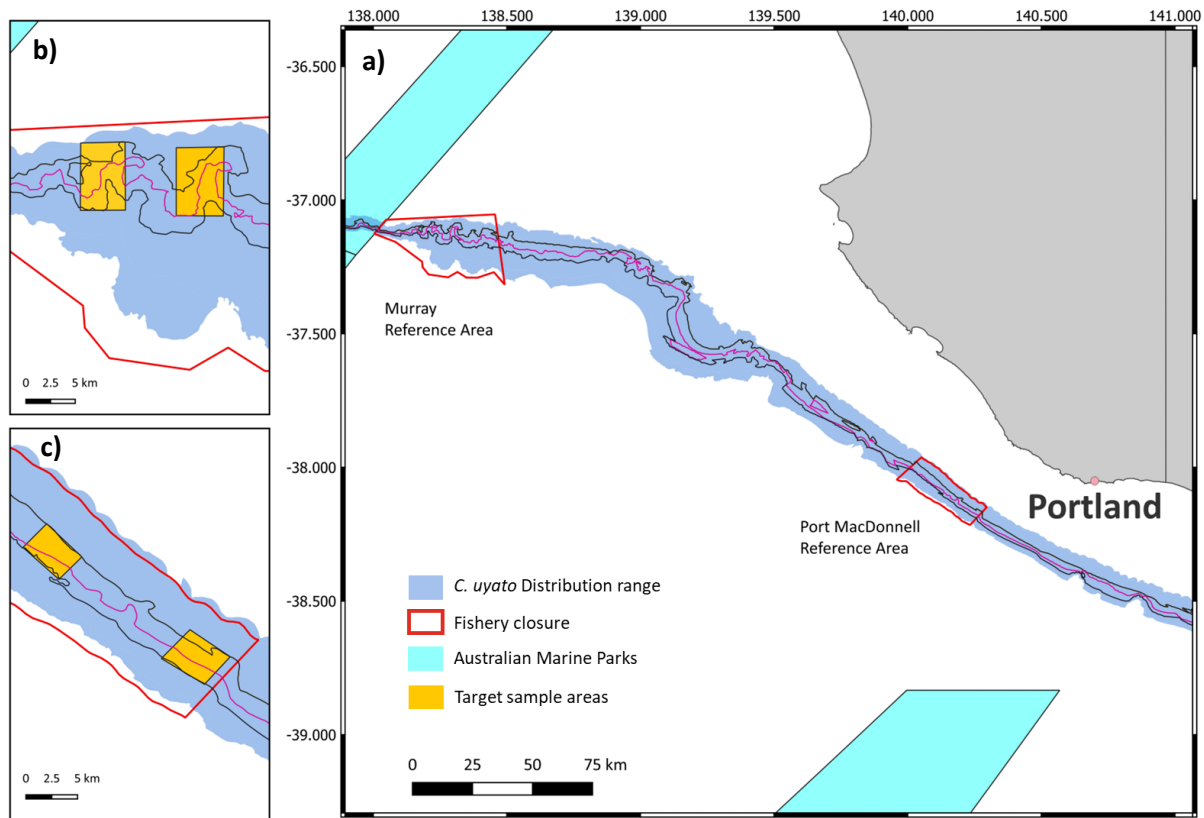 138.000 138.500 139.000 139.500 140.000 140.500 141.000
b)
a)
-36.500
-37.000
-37.500
-38.000
-38.500
-39.000
Murray
Reference Area
0 2.5 5 km
c)
Portland
Port MacDonnell
Reference Area
C. uyato Distribution range
Fishery closure
Australian Marine Parks
Target sample areas
0 2.5 5 km
0 25 50 75 km